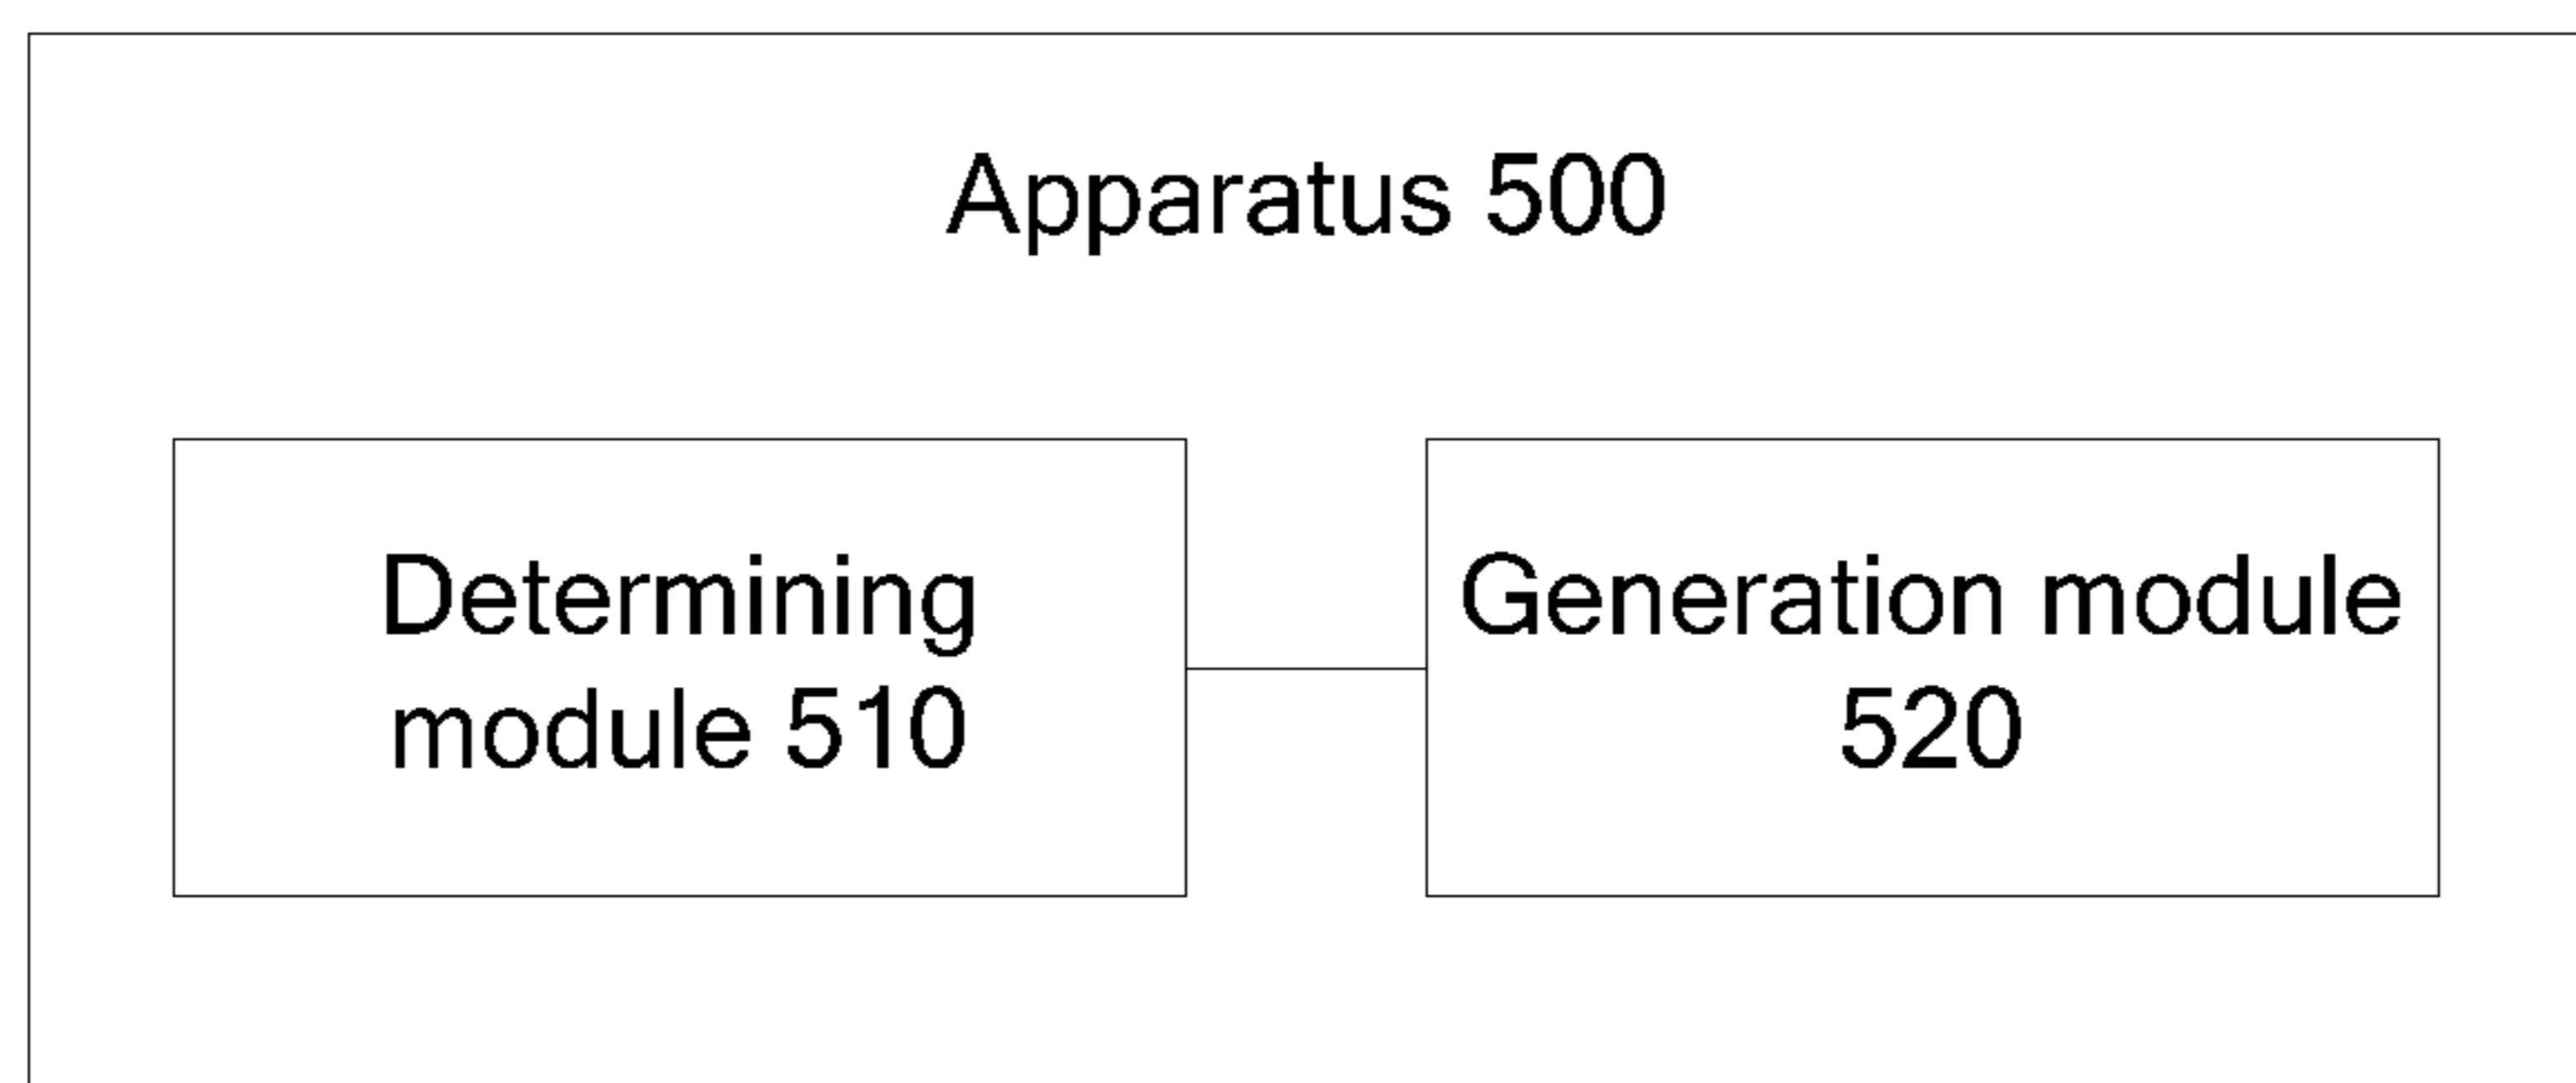 Apparatus 500
Determining
module 510
Generation module
520